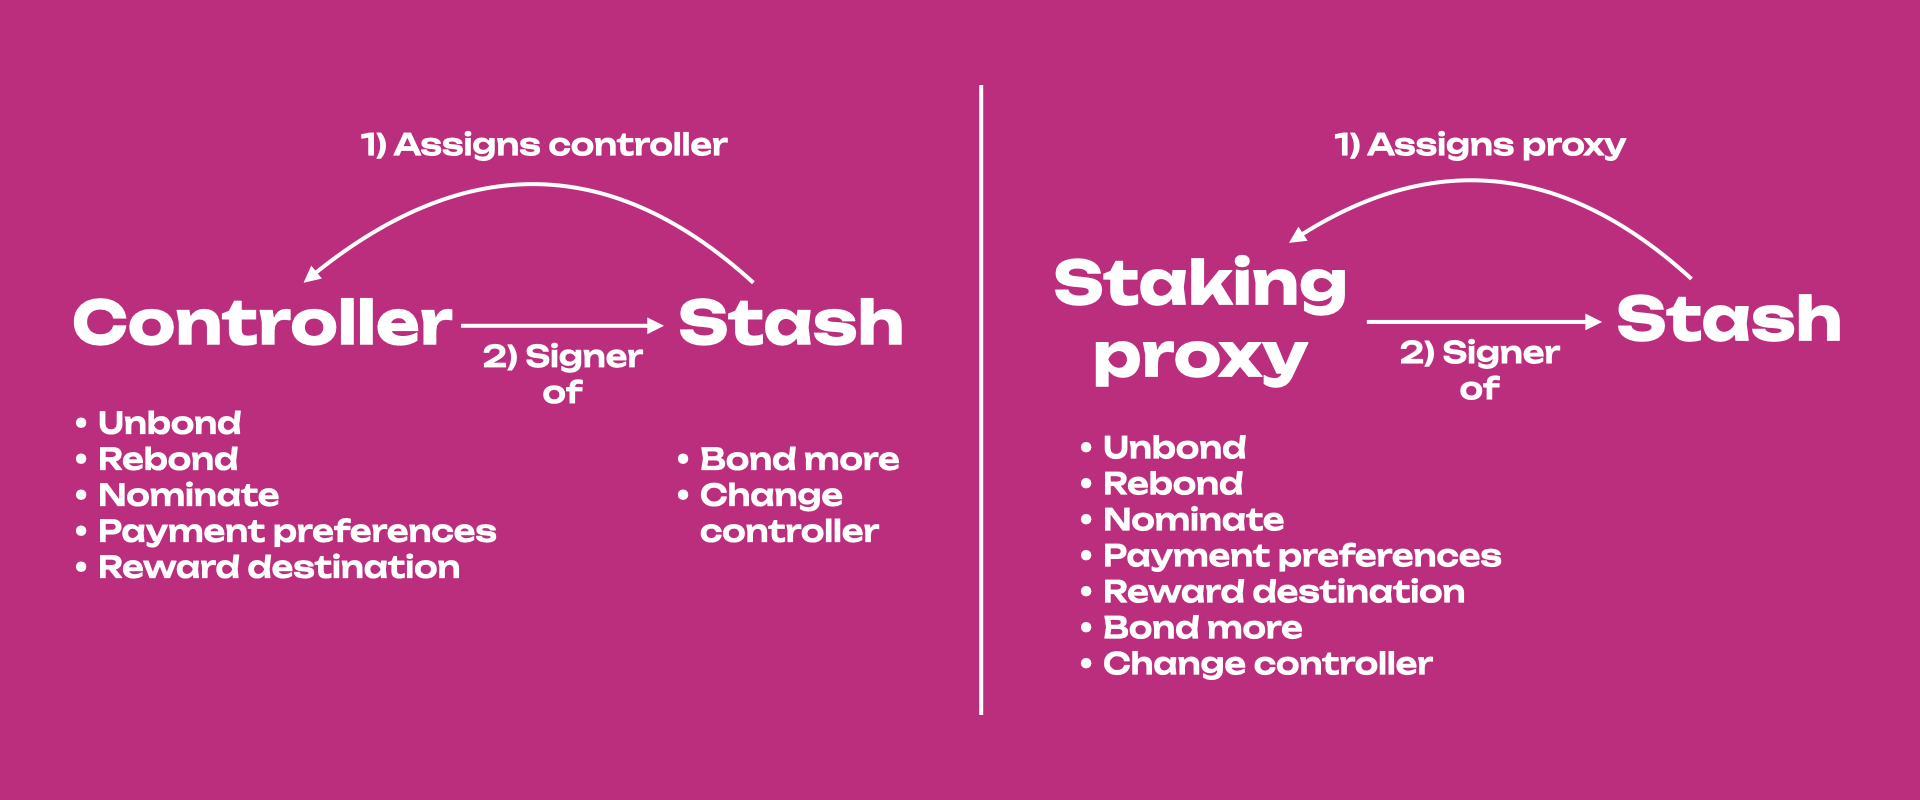 1) Assigns controller
Controller
2) Signer
of
Stash
• Unbond
• Rebond
• Nominate
• Payment preferences
• Reward destination
• Bond more
• Change
controller
1) Assigns proxy
Staking
proxy
2) Signer
of
Stash
• Unbond
• Rebond
• Nominate
• Payment preferences
• Reward destination
• Bond more
• Change controller